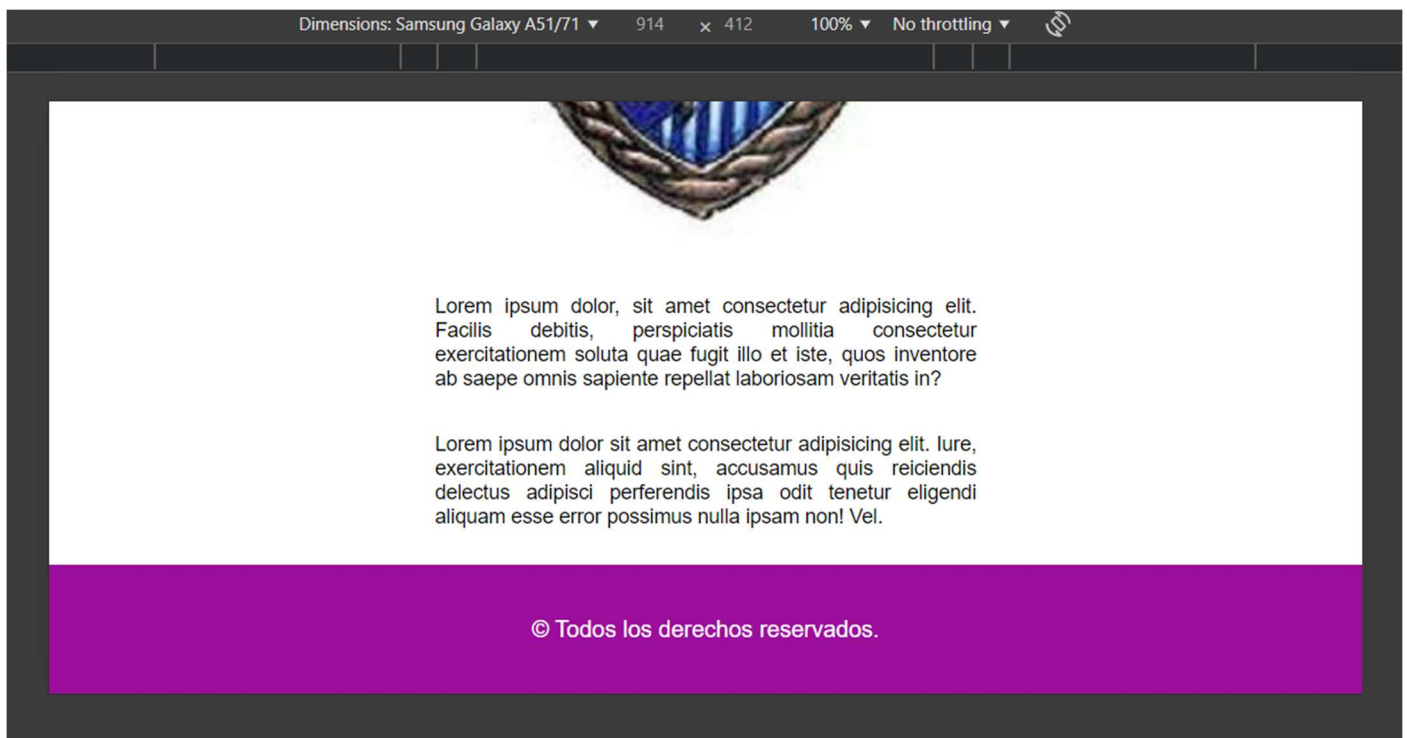 Dimensions: Samsung Galaxy A51/71 ▼ 914 × 412 100% ▼ No throttling ▼
Lorem ipsum dolor, sit amet consectetur adipisicing elit.
Facilis debitis, perspiciatis mollitia consectetur
exercitationem soluta quae fugit illo et iste, quos inventore
ab saepe omnis sapiente repellat laboriosam veritatis in?
Lorem ipsum dolor sit amet consectetur adipisicing elit. Iure,
exercitationem aliquid sint, accusamus quis reiciendis
delectus adipisci perferendis ipsa odit tenetur eligendi
aliquam esse error possimus nulla ipsam non! Vel.
© Todos los derechos reservados.